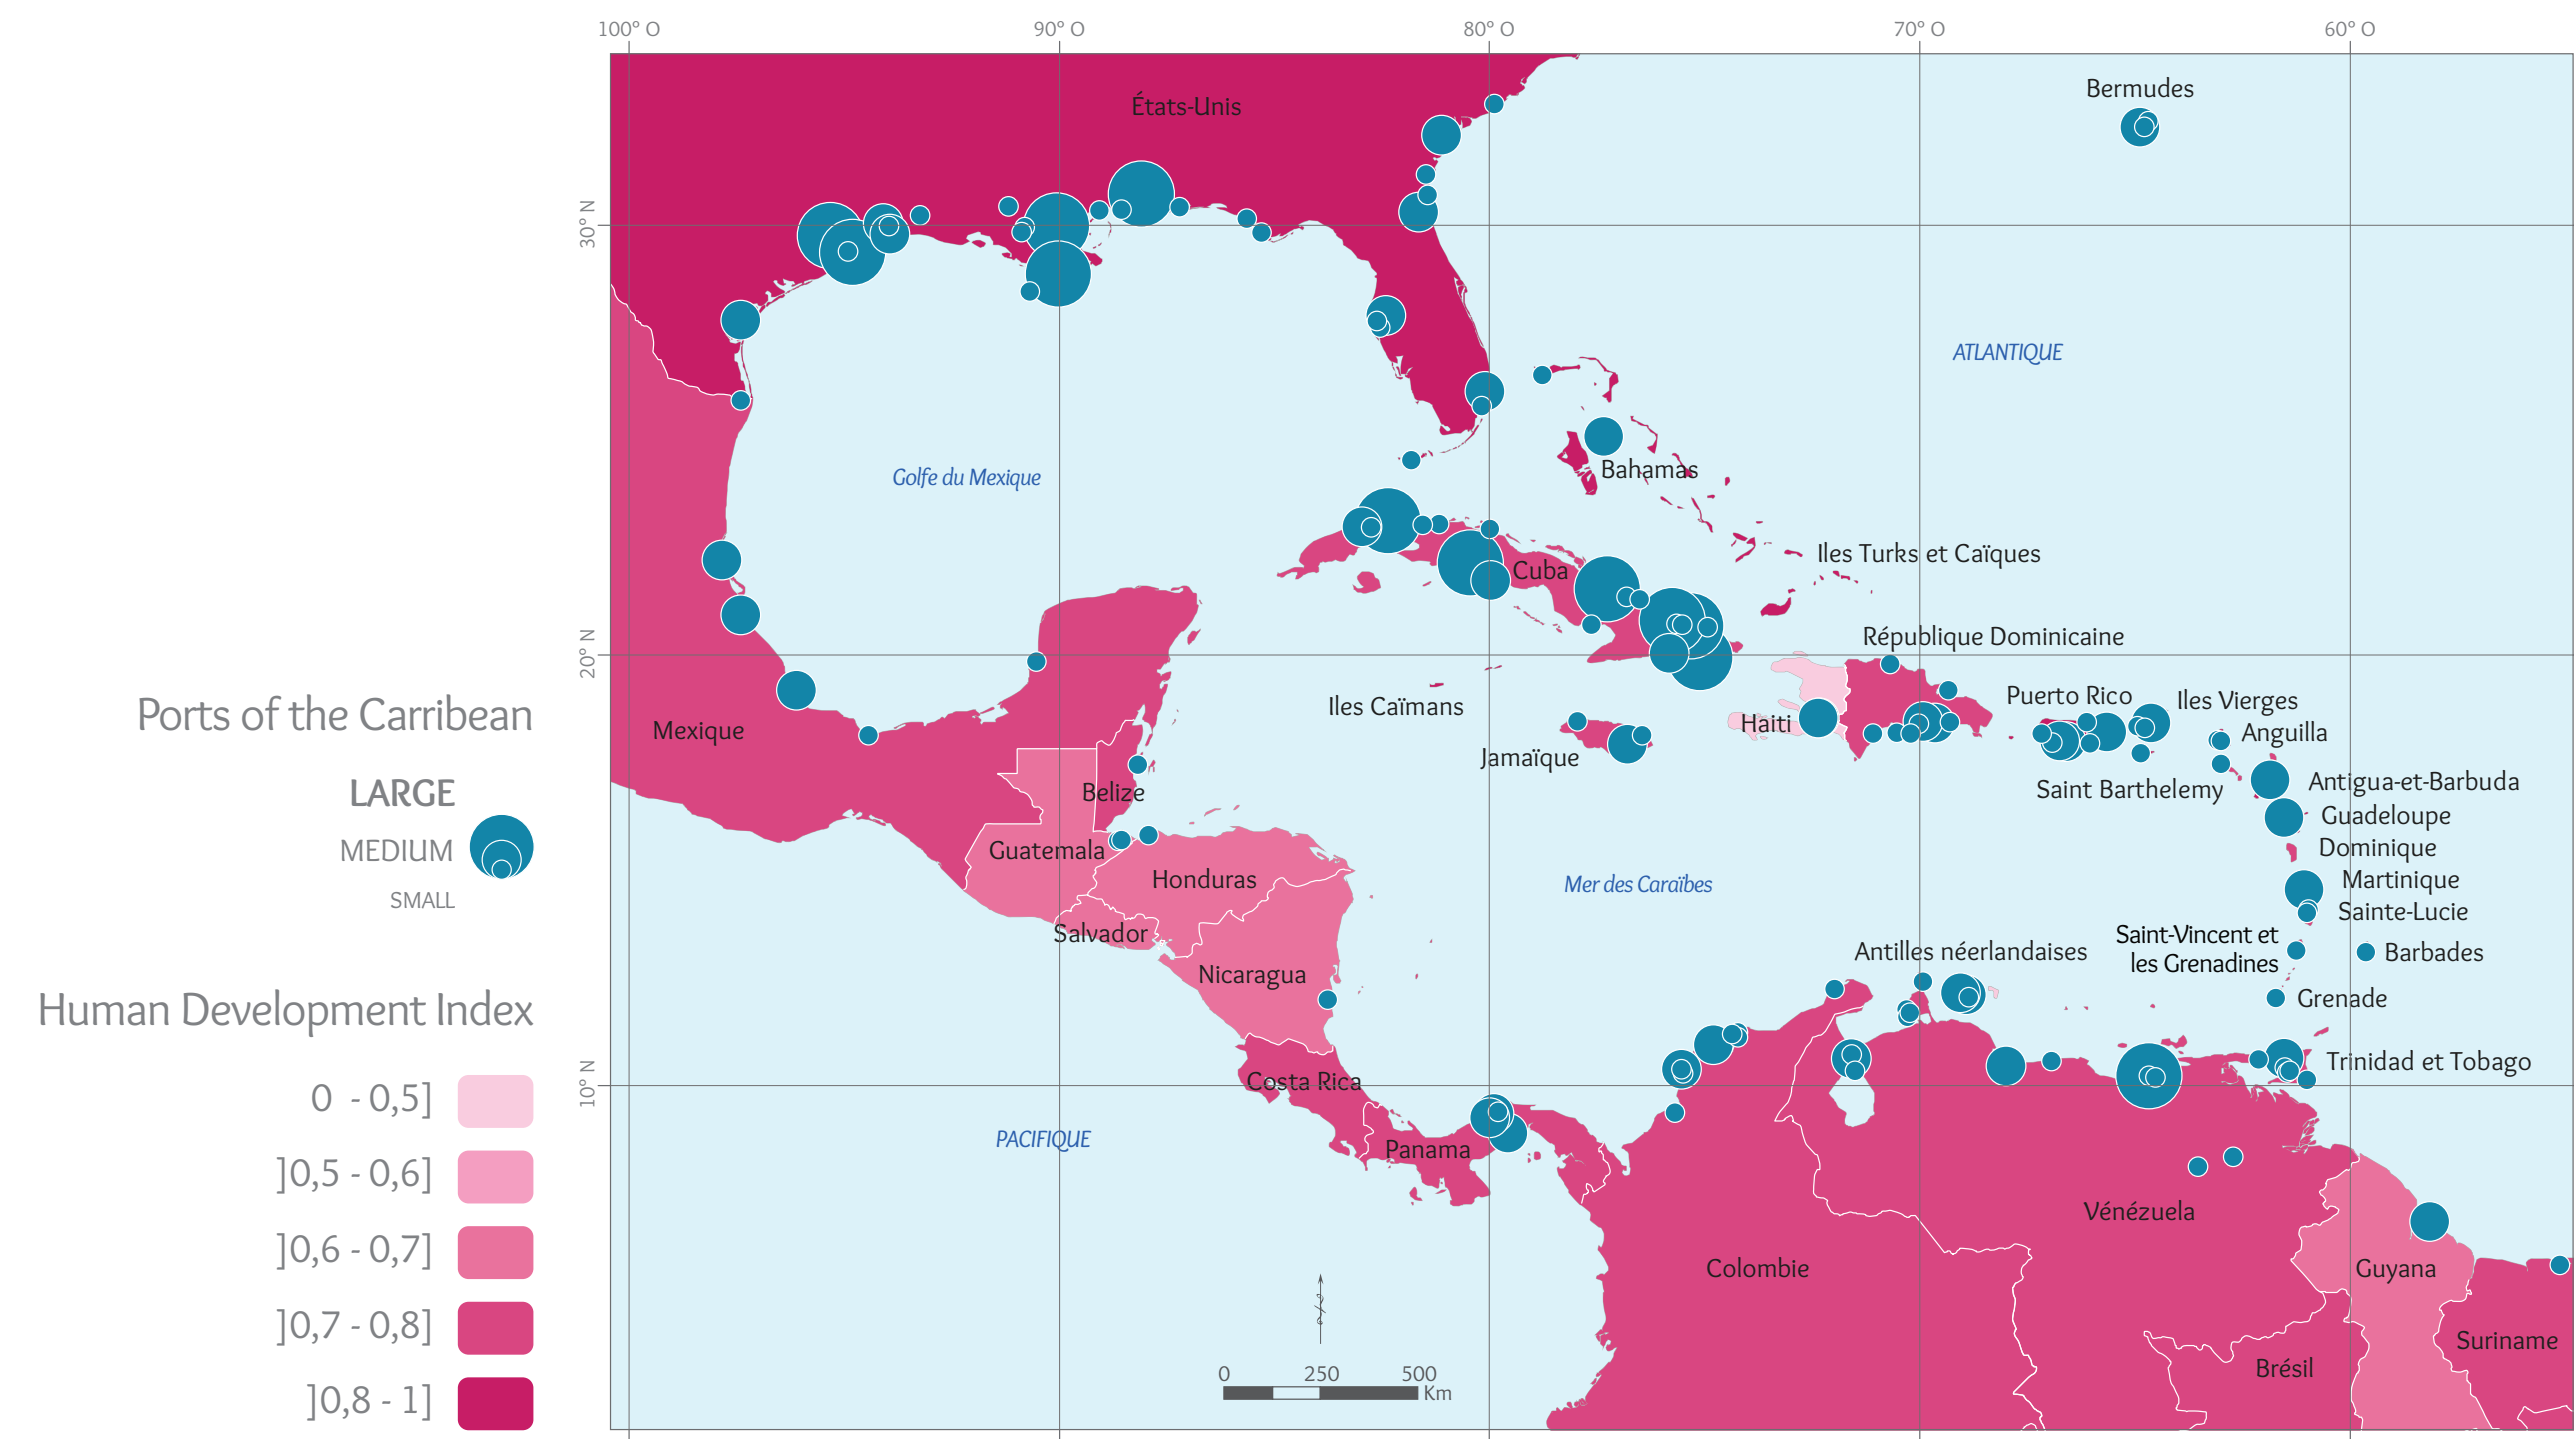 100° O
90° O
80° O
70° O
60° O
30° N
20° N
10° N
États-Unis
Bermudes
ATLANTIQUE
Golfe du Mexique
Bahamas
Iles Turks et Caïques
Cuba
République Dominicaine
Iles Caïmans
Puerto Rico
Iles Vierges
Haiti
Anguilla
Mexique
Jamaïque
Saint Barthelemy
Antigua-et-Barbuda
Belize
Guadeloupe
Guatemala
Dominique
Honduras
Mer des Caraïbes
Martinique
Sainte-Lucie
Salvador
Saint-Vincent et
les Grenadines
Antilles néerlandaises
Barbades
Nicaragua
Grenade
Trinidad et Tobago
Costa Rica
PACIFIQUE
Panama
Vénézuela
Colombie
Guyana
Suriname
Brésil
0 250 500
Km
Ports of the Carribean
LARGE
MEDIUM
SMALL
Human Development Index
0 - 0,5]
]0,5 - 0,6]
]0,6 - 0,7]
]0,7 - 0,8]
]0,8 - 1]